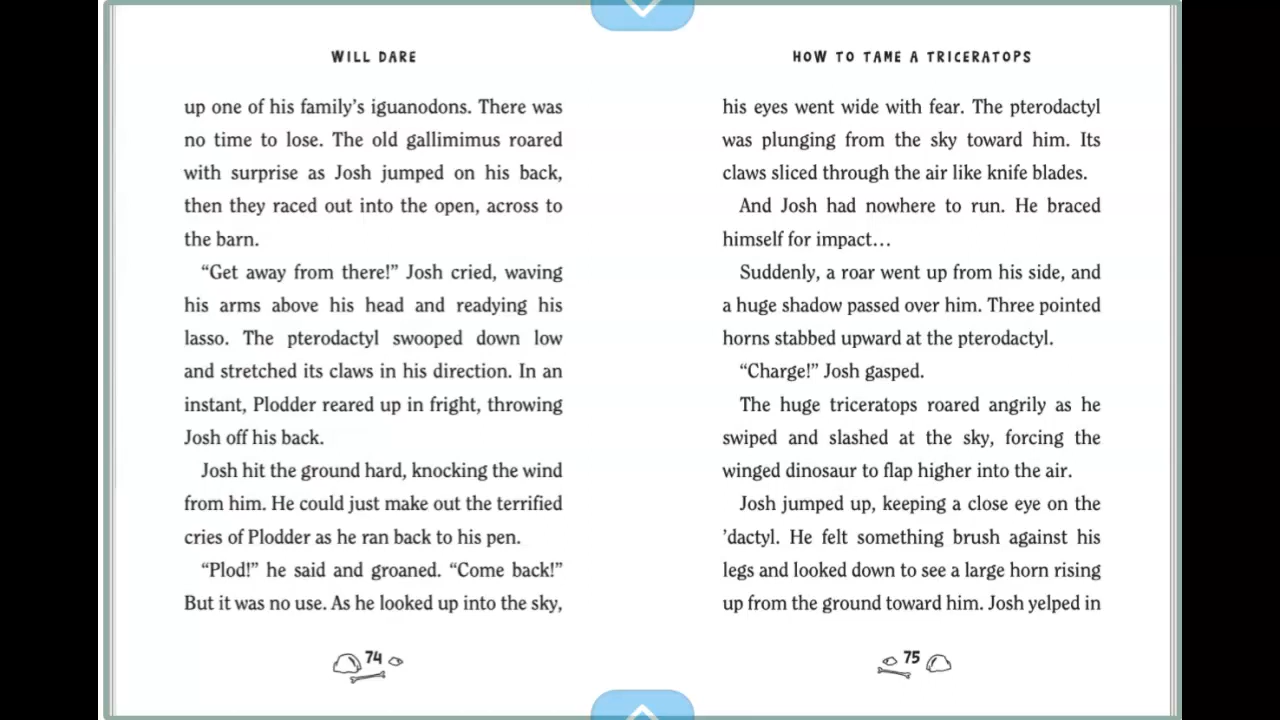 WILL DARE
up one of his family’s iguanodons. There was
no time to lose. The old gallimimus roared
with surprise as Josh jumped on his back,
then they raced out into the open, across to
the barn.
“Get away from there!” Josh cried, waving
his arms above his head and readying his
lasso. The pterodactyl swooped down low
and stretched its claws in his direction. In an
instant, Plodder reared up in fright, throwing
Josh off his back.
Josh hit the ground hard, knocking the wind
from him. He could just make out the terrified
cries of Plodder as he ran back to his pen.
“Plod!” he said and groaned. “Come back!”
But it was no use. As he looked up into the sky,
74
HOW TO TAME A TRICERATOPS
his eyes went wide with fear. The pterodactyl
was plunging from the sky toward him. Its
claws sliced through the air like knife blades.
And Josh had nowhere to run. He braced
himself for impact…
Suddenly, a roar went up from his side, and
a huge shadow passed over him. Three pointed
horns stabbed upward at the pterodactyl.
“Charge!” Josh gasped.
The huge triceratops roared angrily as he
swiped and slashed at the sky, forcing the
winged dinosaur to flap higher into the air.
Josh jumped up, keeping a close eye on the
’dactyl. He felt something brush against his
legs and looked down to see a large horn rising
up from the ground toward him. Josh yelped in
75